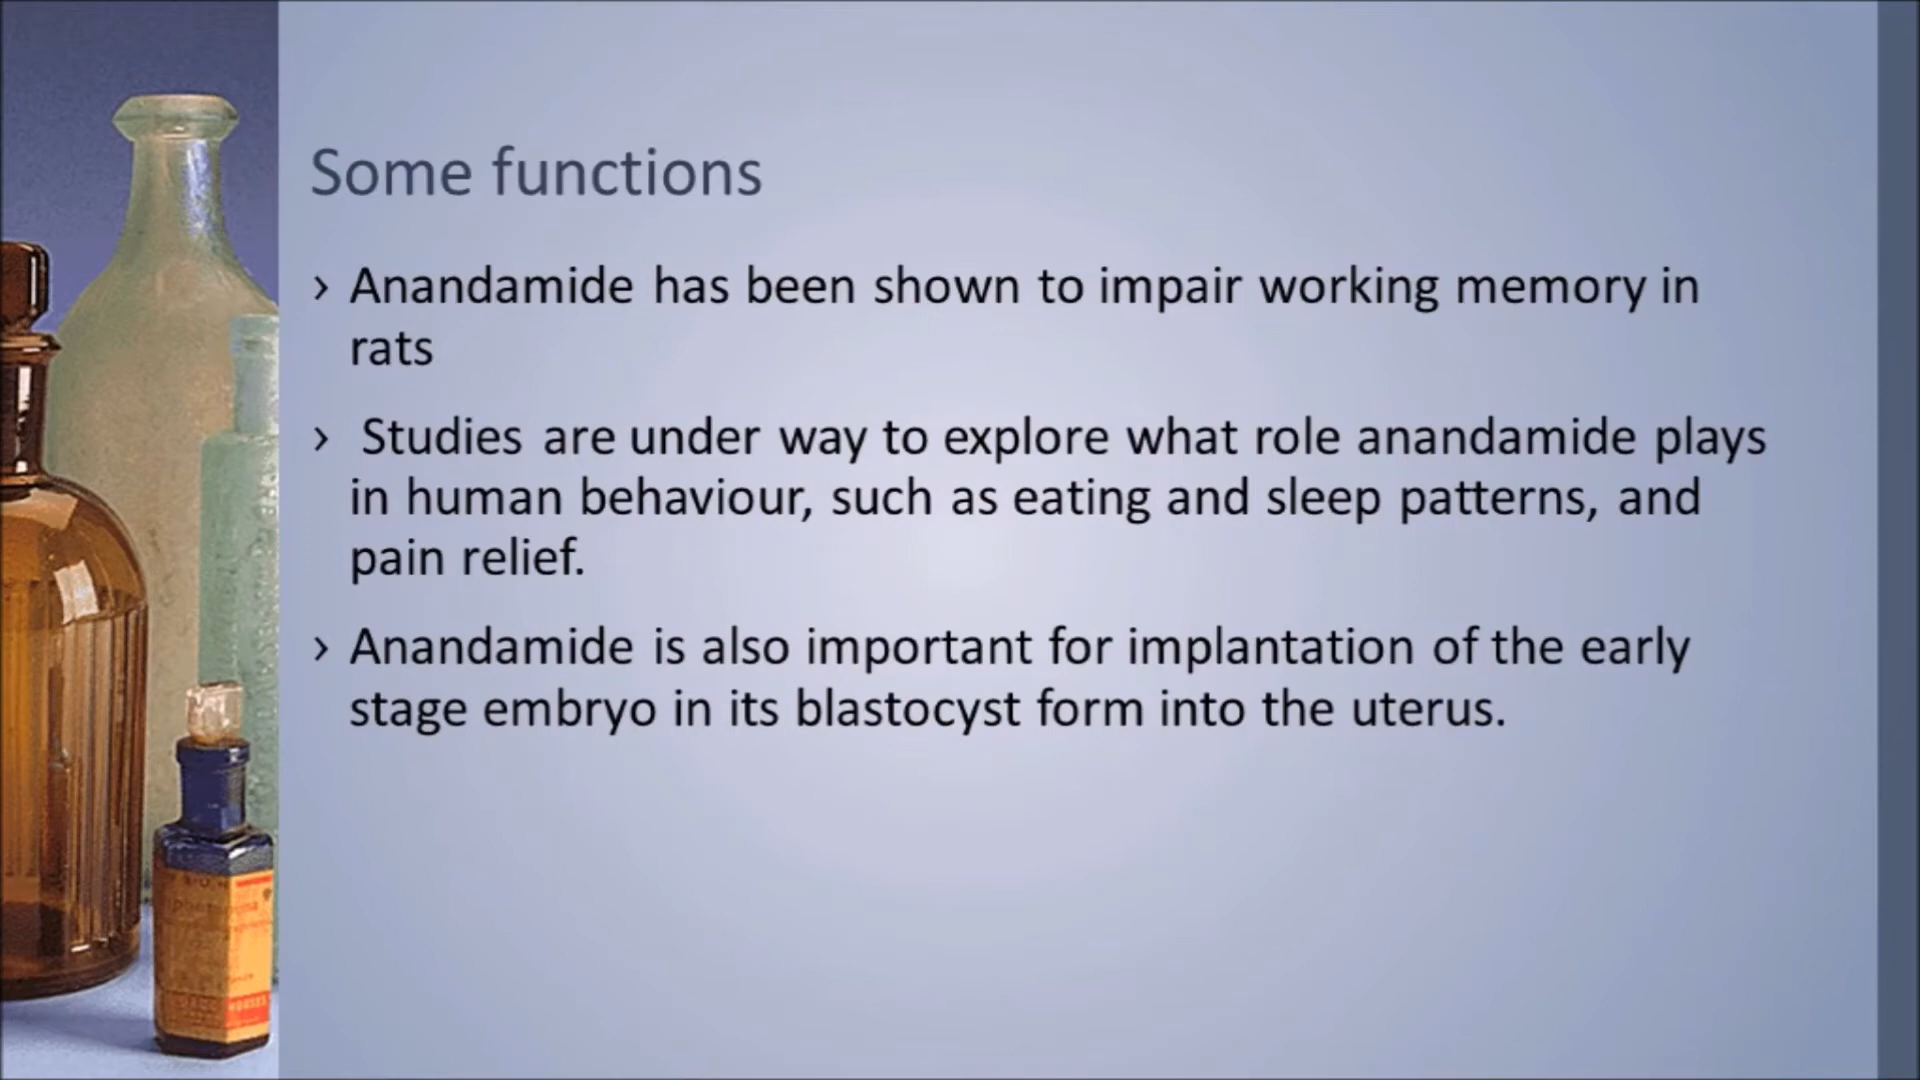 Some functions
› Anandamide has been shown to impair working memory in
rats
› Studies are under way to explore what role anandamide plays
in human behaviour, such as eating and sleep patterns, and
pain relief.
› Anandamide is also important for implantation of the early
stage embryo in its blastocyst form into the uterus.